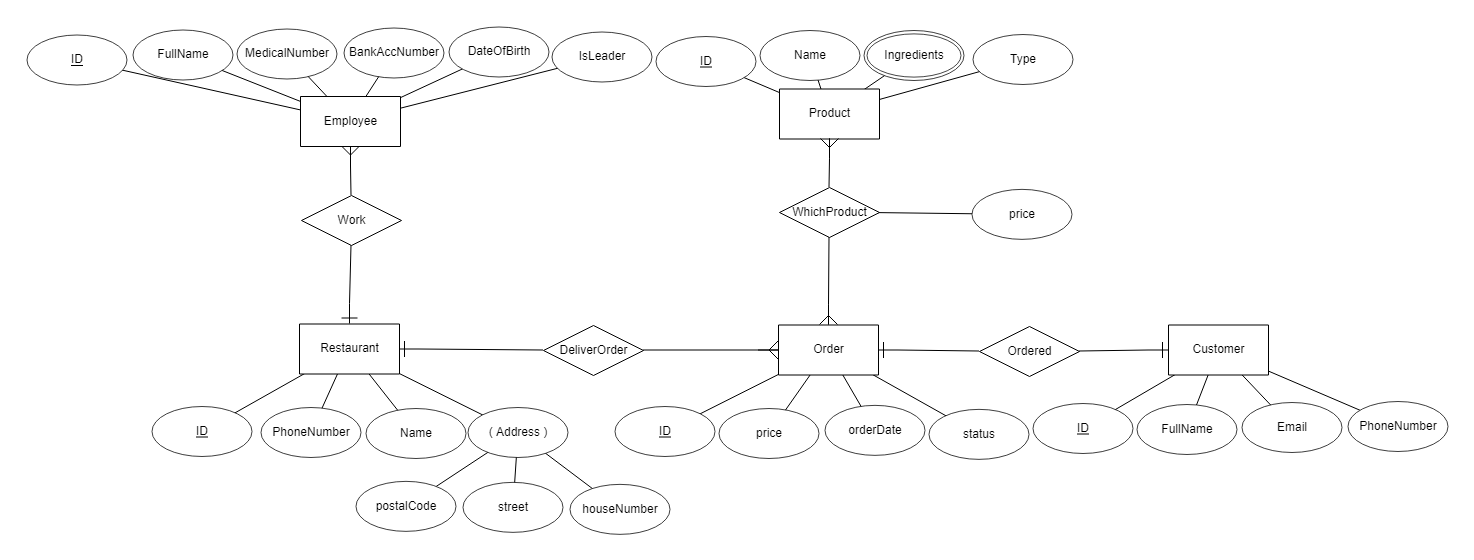 ID
FullName
MedicalNumber
BankAccNumber
DateOfBirth
IsLeader
ID
Name
Ingredients
Type
Employee
Product
Work
WhichProduct
price
Restaurant
DeliverOrder
Order
Ordered
Customer
ID
PhoneNumber
Name
( Address )
ID
price
orderDate
status
ID
FullName
Email
PhoneNumber
postalCode
street
houseNumber